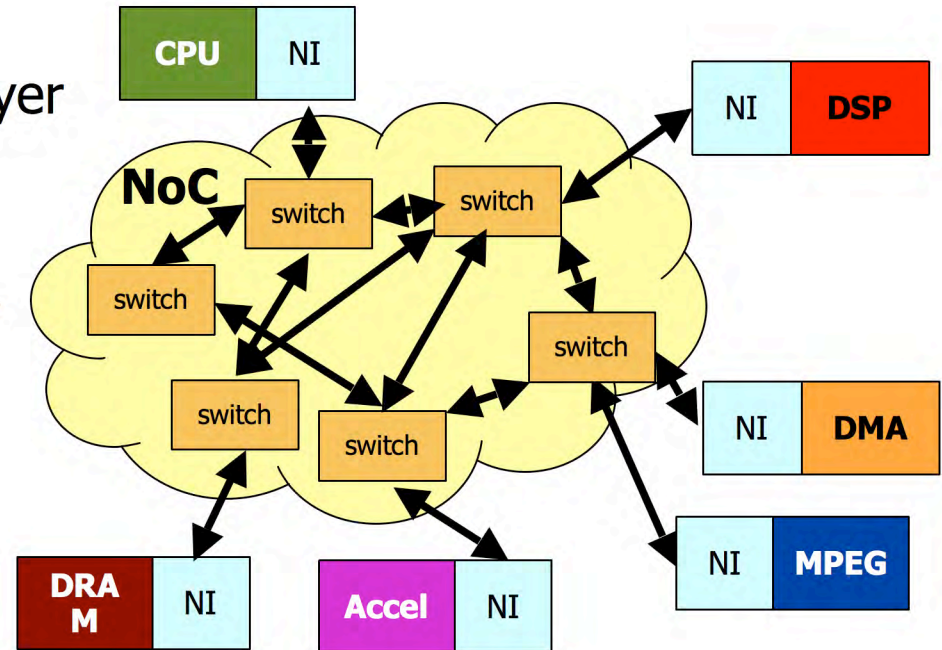 CPU
NI
yer
NI
DSP
NoC
switch
switch
switch
switch
switch
switch
NI
DMA
NI
MPEG
DRA
M
NI
Accel
NI